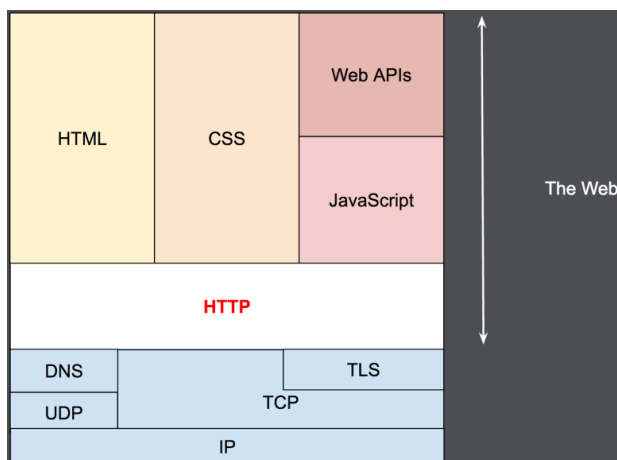 Web APIs
HTML
CSS
JavaScript
The Web
HTTP
DNS
TLS
TCP
UDP
IP